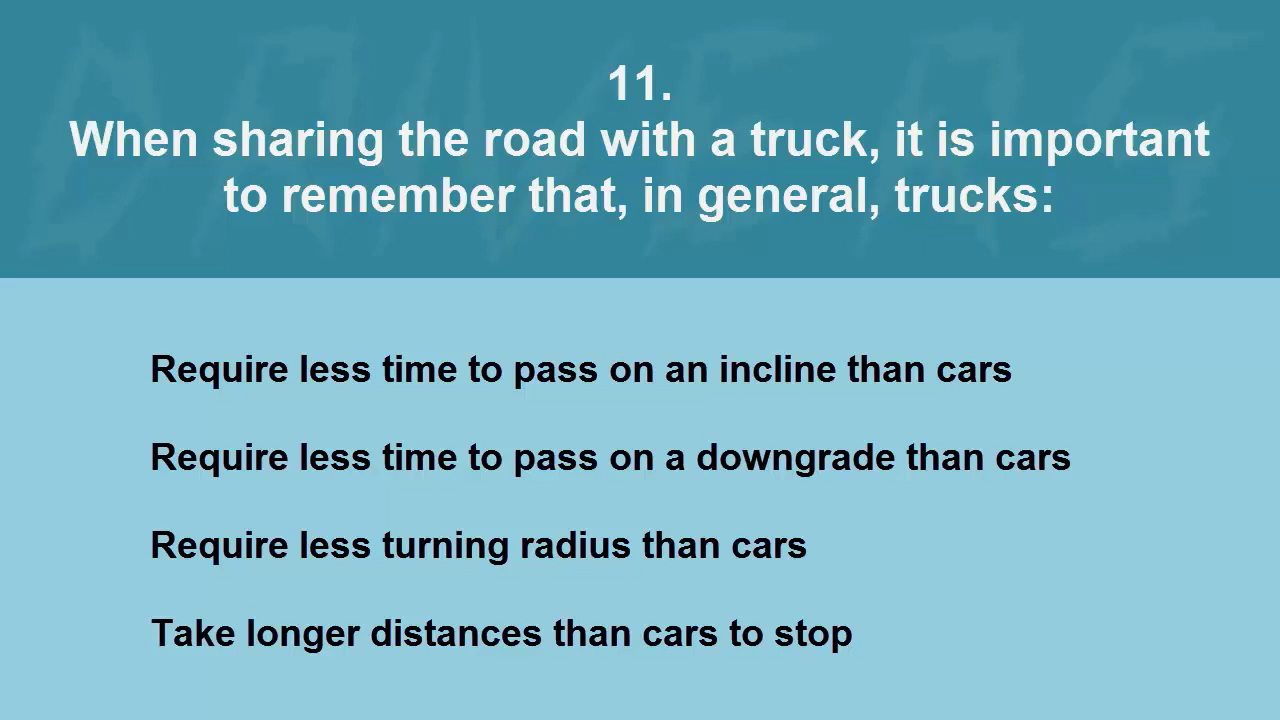 11.
When sharing the road with a truck, it is important
to remember that, in general, trucks:
Require less time to pass on an incline than cars
Require less time to pass on a downgrade than cars
Require less turning radius than cars
Take longer distances than cars to stop